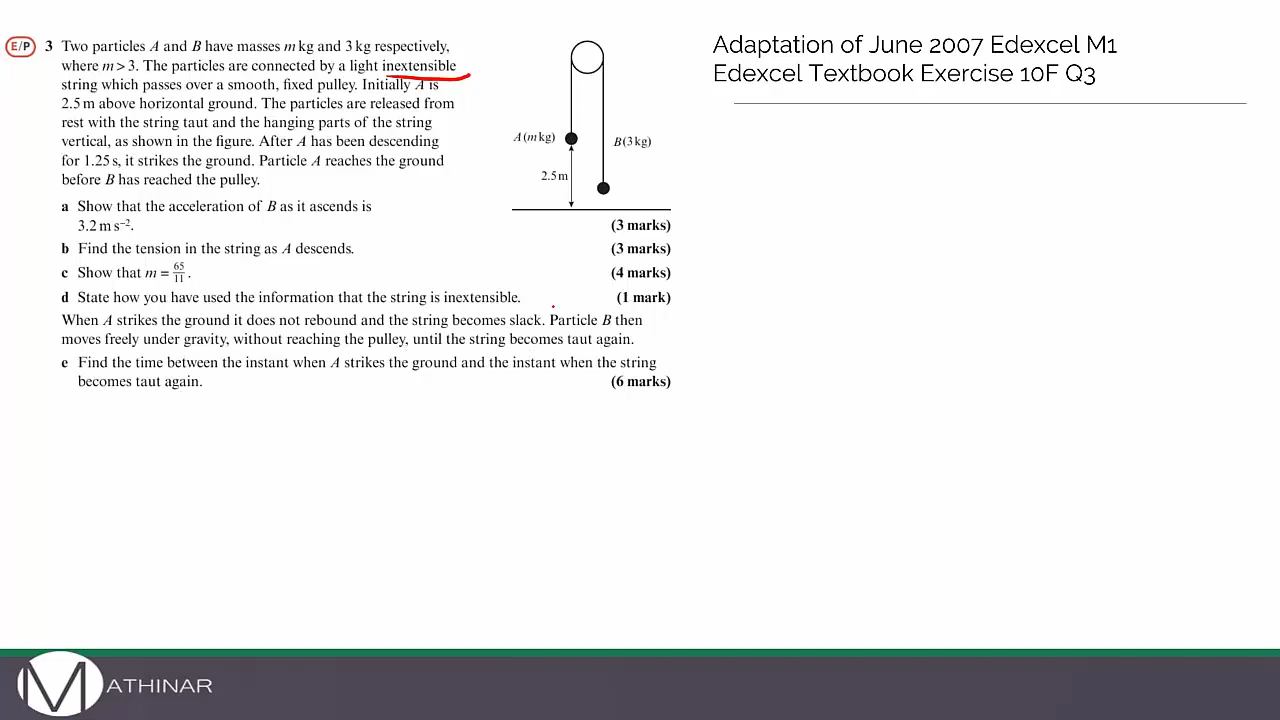 E/P 3 Two particles A and B have masses m kg and 3 kg respectively,
where m > 3. The particles are connected by a light inextensible
string which passes over a smooth, fixed pulley. Initially A is
2.5 m above horizontal ground. The particles are released from
rest with the string taut and the hanging parts of the string
vertical, as shown in the figure. After A has been descending
for 1.25 s, it strikes the ground. Particle A reaches the ground
before B has reached the pulley.
A (m kg)
B (3 kg)
2.5 m
a Show that the acceleration of B as it ascends is
3.2 m s⁻². (3 marks)
b Find the tension in the string as A descends. (3 marks)
c Show that m = 65/11. (4 marks)
d State how you have used the information that the string is inextensible. (1 mark)
When A strikes the ground it does not rebound and the string becomes slack. Particle B then
moves freely under gravity, without reaching the pulley, until the string becomes taut again.
e Find the time between the instant when A strikes the ground and the instant when the string
becomes taut again. (6 marks)
Adaptation of June 2007 Edexcel M1
Edexcel Textbook Exercise 10F Q3
MATHINAR